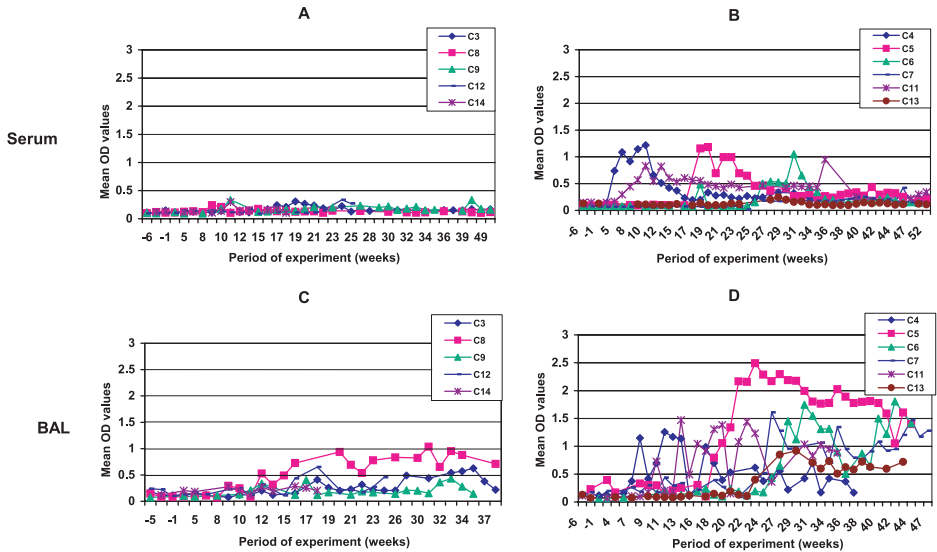 A
3
2.5
2
1.5
1
0.5
0
Mean OD values
Serum
-6 -1 5 8 10 12 15 17 19 21 25 28 30 32 33 34 36 39 49
Period of experiment (weeks)
C3
C8
C9
C12
C14
B
3
2.5
2
1.5
1
0.5
0
Mean OD values
-6 -1 5 8 10 12 15 17 19 21 25 27 29 31 34 36 38 40 42 44 47 52
Period of experiment (weeks)
C4
C5
C6
C7
C11
C13
C
3
2.5
2
1.5
1
0.5
0
Mean OD values
BAL
-5 -1 5 8 10 12 16 18 21 23 26 30 32 34 37
Period of experiment (weeks)
C3
C8
C9
C12
C14
D
3
2.5
2
1.5
1
0.5
0
Mean OD values
-6 -1 4 7 9 11 13 16 18 20 22 24 27 29 31 34 36 38 40 42 44 47
Period of experiment (weeks)
C4
C5
C6
C7
C11
C13